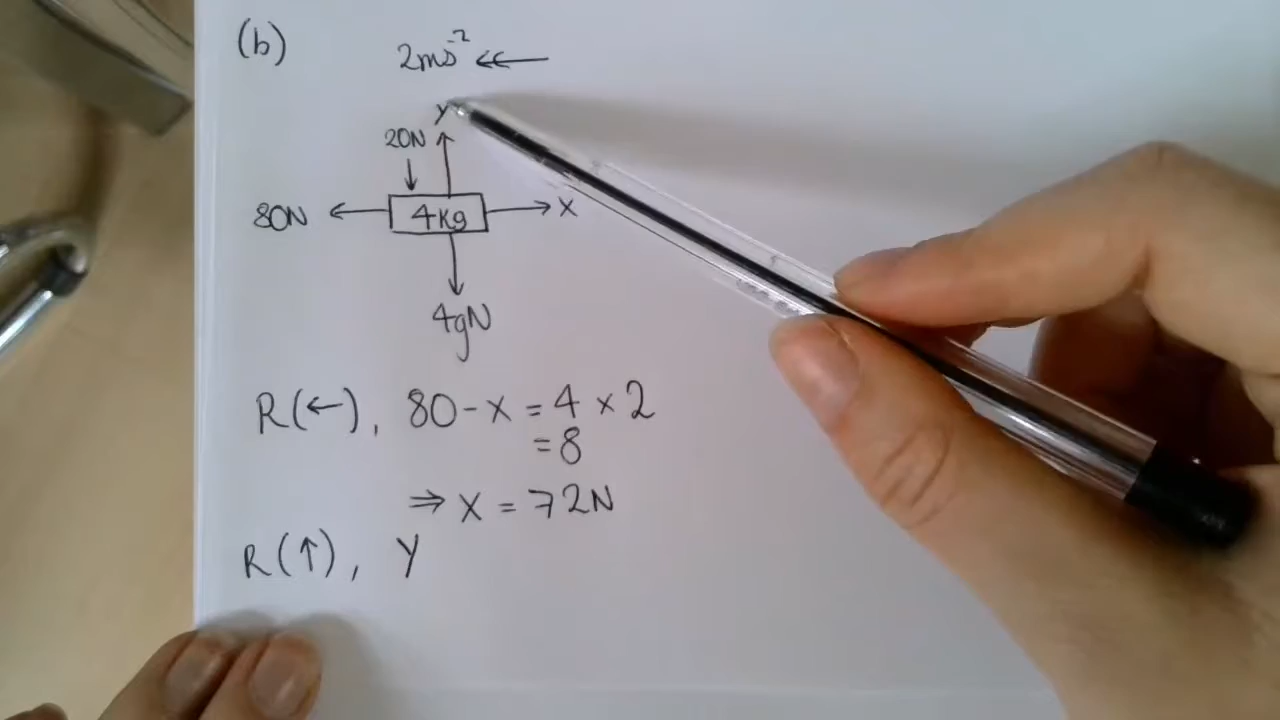 (b)
2ms⁻² ↞
Y
20N
80N ← 4kg → X
4gN
R(←), 80 - X = 4 × 2
= 8
⇒ X = 72N
R(↑), Y